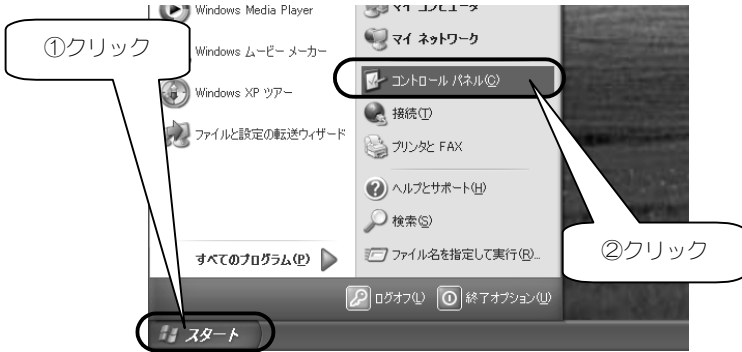 Windows Media Player
Windows ムービー メーカー
Windows XP ツアー
ファイルと設定の転送ウィザード
すべてのプログラム(P)
マイ コンピュータ
マイ ネットワーク
コントロール パネル(C)
接続(T)
プリンタと FAX
ヘルプとサポート(H)
検索(S)
ファイル名を指定して実行(R)...
ログオフ(L)
終了オプション(U)
スタート
①クリック
②クリック